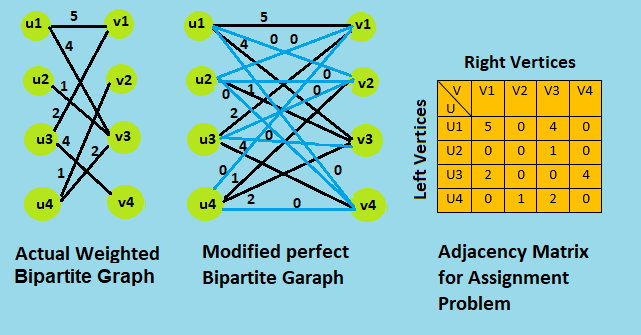 u1 5 v1
4
u2 1 v2
2
u3 4 2 v3
1
u4 v4
Actual Weighted
Bipartite Graph
u1 5 v1
4 0 0
u2 0 1 0 0 v2
2
u3 4 0 v3
0 1 0
u4 2 0 v4
Modified perfect
Bipartite Garaph
Right Vertices
Left Vertices
V U V1 V2 V3 V4
U1 5 0 4 0
U2 0 0 1 0
U3 2 0 0 4
U4 0 1 2 0
Adjacency Matrix
for Assignment
Problem